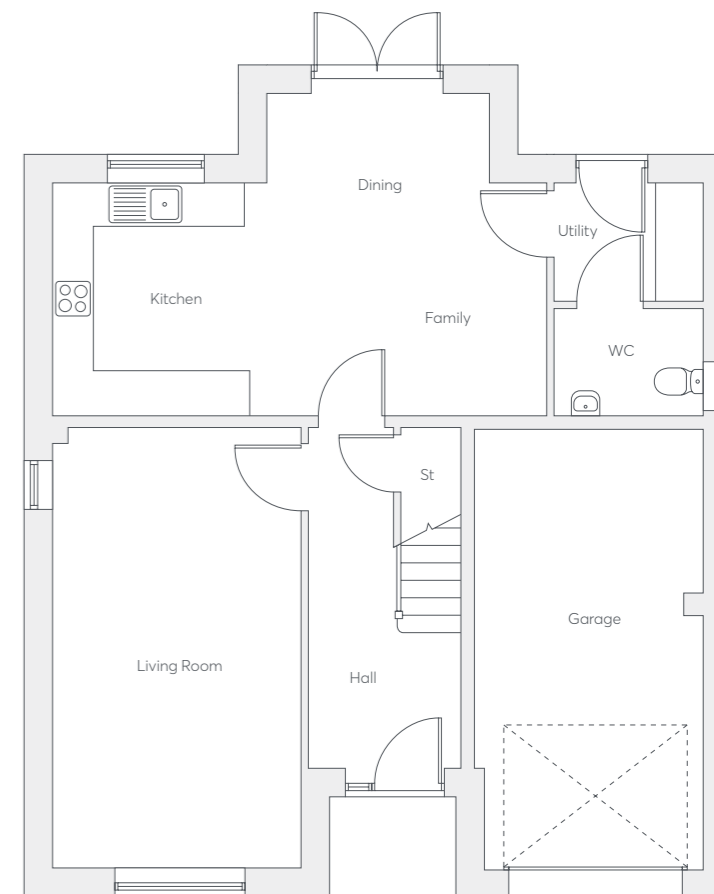 Dining
Utility
Kitchen
Family
WC
St
Garage
Living Room
Hall